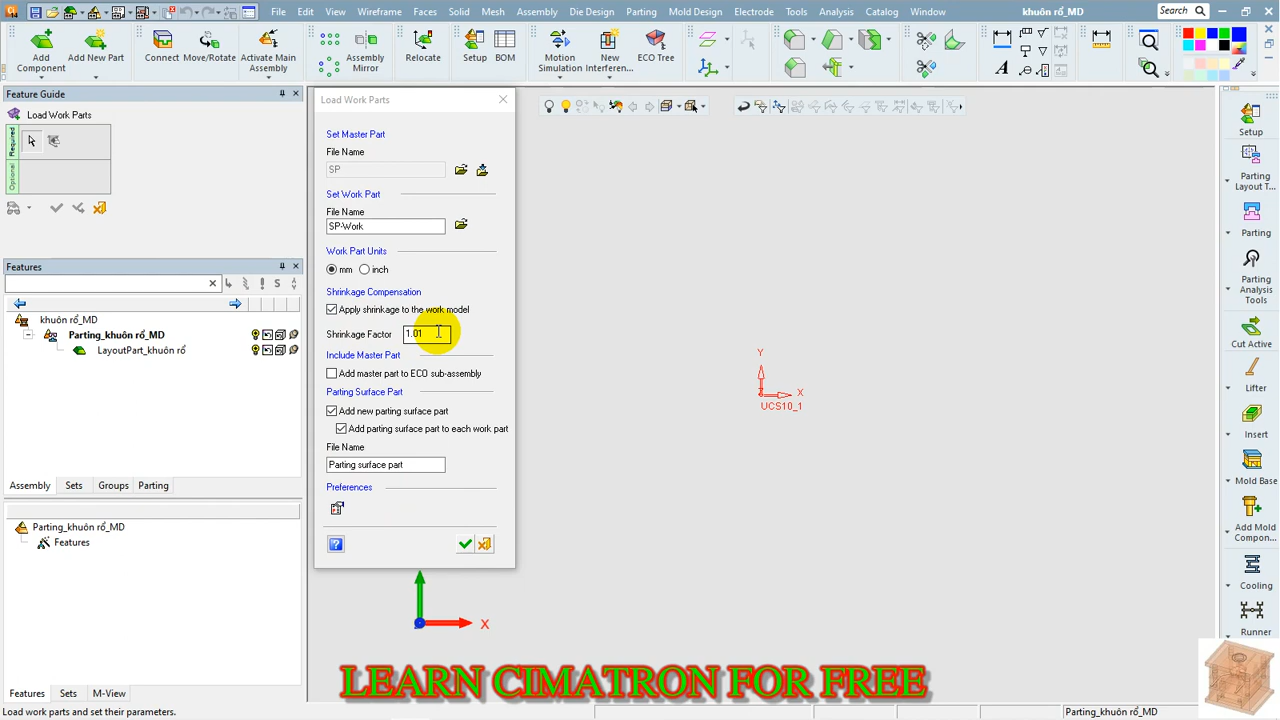 File Edit View Wireframe Faces Solid Mesh Assembly Die Design Parting Mold Design Electrode Tools Analysis Catalog Window khuôn rổ_MD Search
Add Component Add New Part Connect Move/Rotate Activate Main Assembly Assembly Mirror Relocate Setup BOM Motion Simulation New Interferen... ECO Tree
Feature Guide
Load Work Parts
Required
Optional
Features
khuôn rổ_MD
Parting_khuôn rổ_MD
LayoutPart_khuôn rổ
Assembly Sets Groups Parting
Parting_khuôn rổ_MD
Features
Features Sets M-View
Load work parts and set their parameters.
Load Work Parts
Set Master Part
File Name
SP
Set Work Part
File Name
SP-Work
Work Part Units
mm inch
Shrinkage Compensation
Apply shrinkage to the work model
Shrinkage Factor 1.01
Include Master Part
Add master part to ECO sub-assembly
Parting Surface Part
Add new parting surface part
Add parting surface part to each work part
File Name
Parting surface part
Preferences
Y
X
UCS10_1
X
Setup
Parting Layout T...
Parting
Parting Analysis Tools
Cut Active
Lifter
Insert
Mold Base
Add Mold Compon...
Cooling
Runner
LEARN CIMATRON FOR FREE
Parting_khuôn rổ_MD